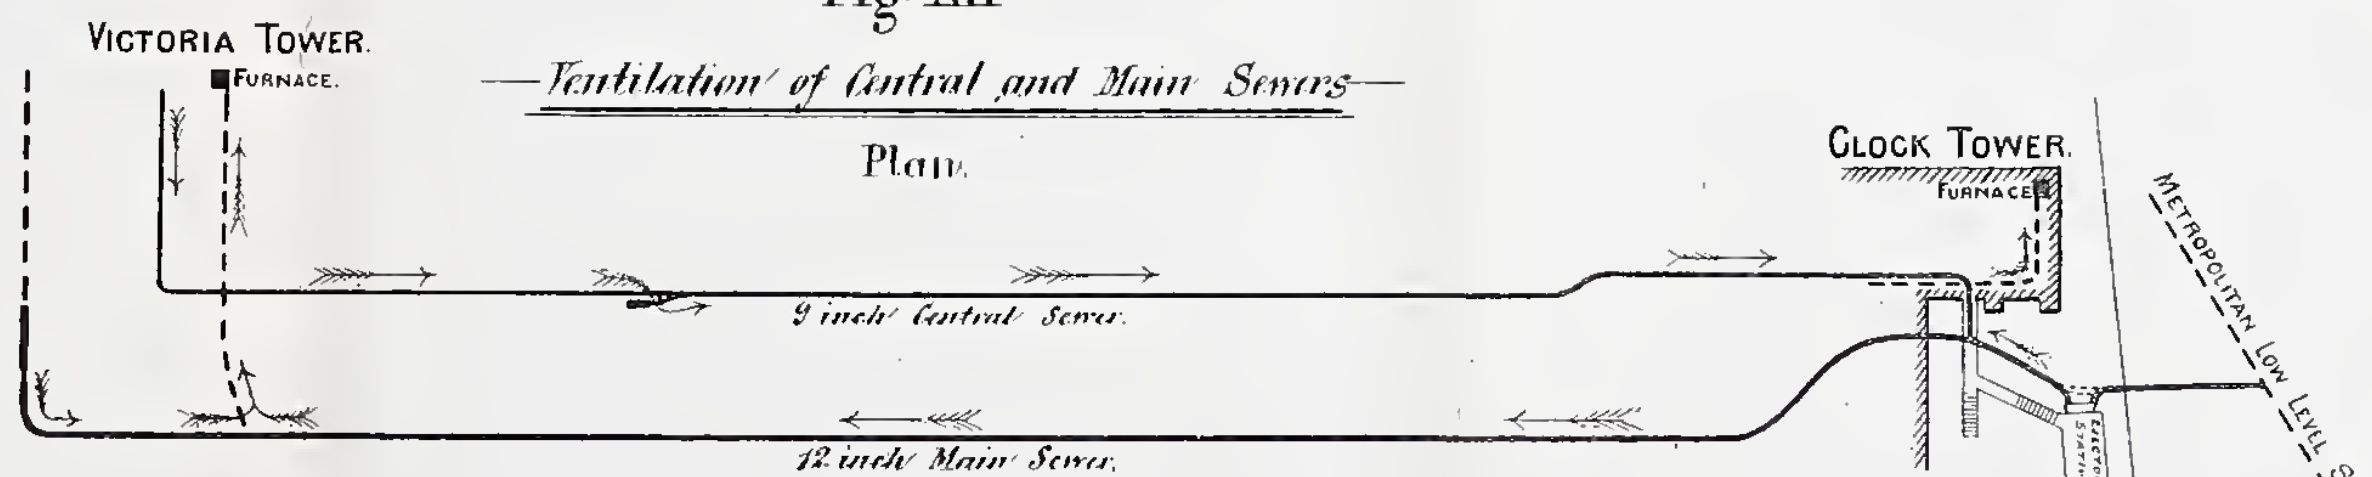 VICTORIA TOWER.
FURNACE.
Ventilation of Central and Main Sewers
Plan.
CLOCK TOWER.
FURNACE
METROPOLITAN LOW LEVEL
9 inch Central Sewer.
12 inch Main Sewer.